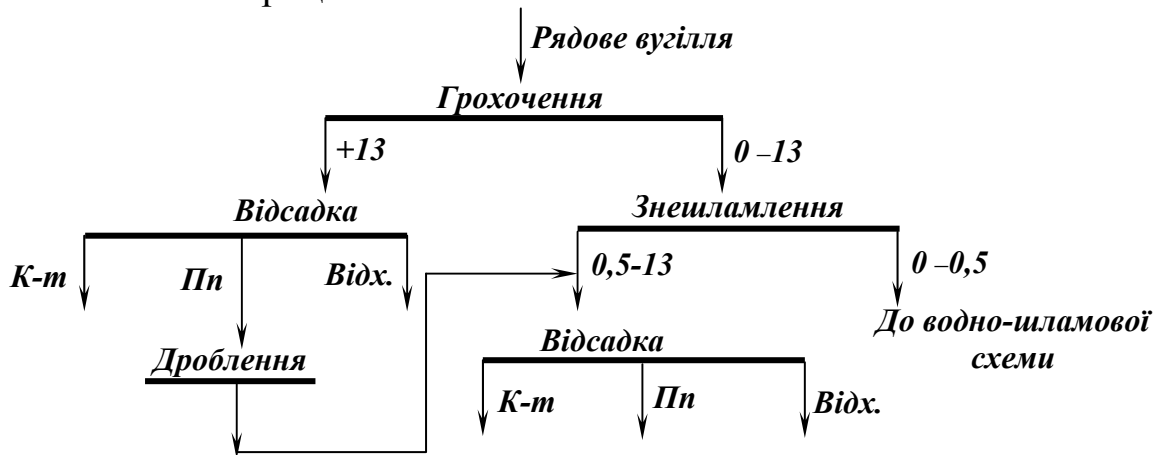 Рядове вугілля
Грохочення
+13
0 –13
Відсадка
Знешламлення
К-т
Пп
Відх.
0,5-13
0 –0,5
До водно-шламової
схеми
Дроблення
Відсадка
К-т
Пп
Відх.